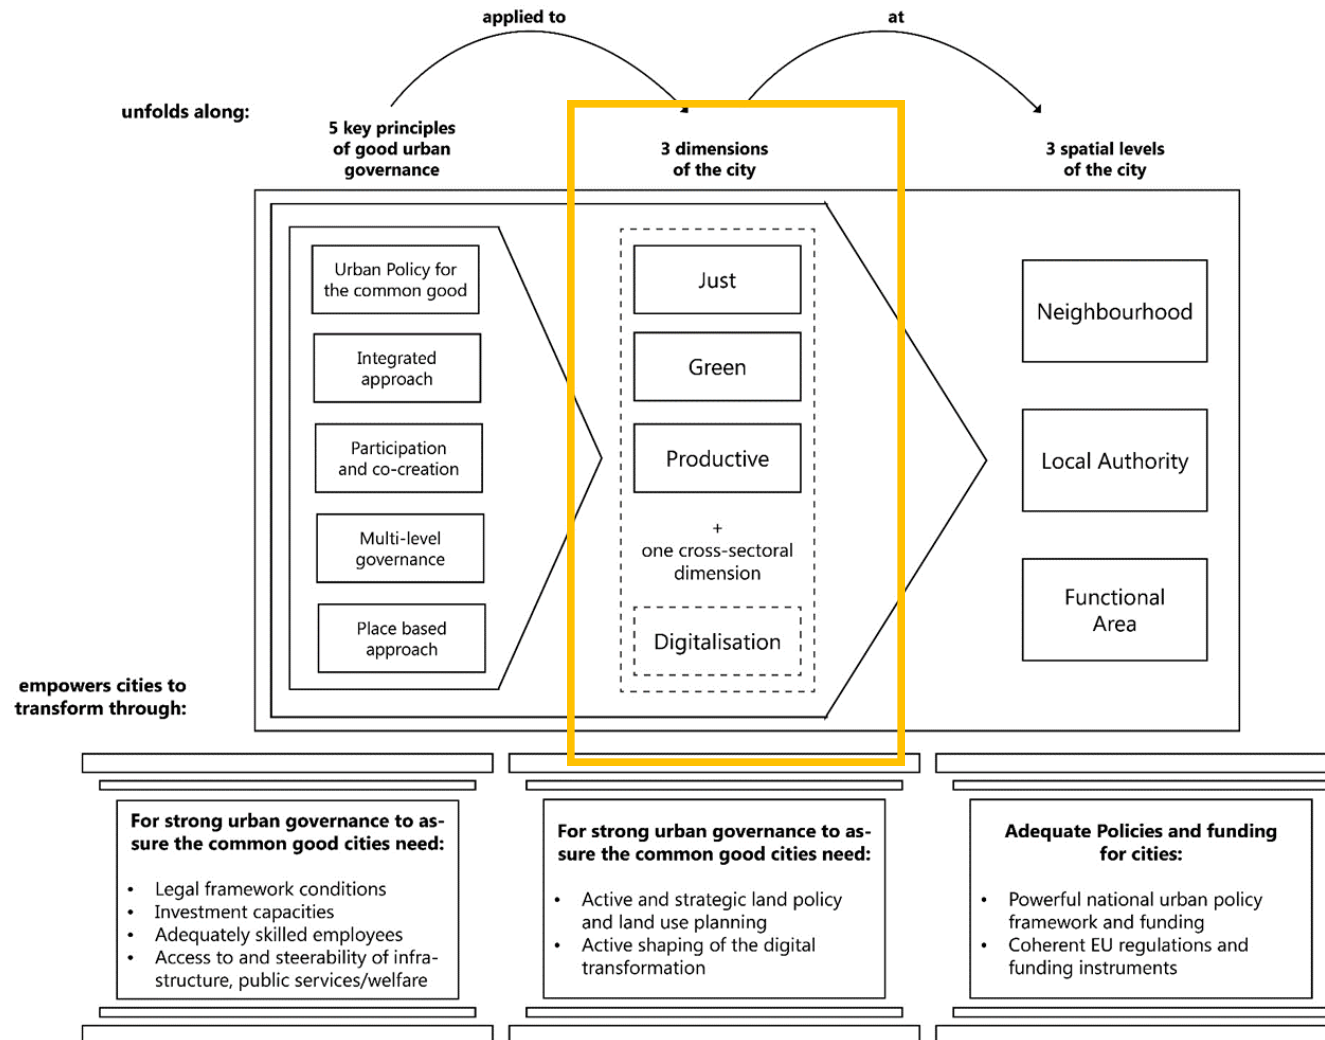 applied to
at
unfolds along:
5 key principles
of good urban
governance
3 dimensions
of the city
3 spatial levels
of the city
Urban Policy for
the common good
Integrated
approach
Participation
and co-creation
Multi-level
governance
Place based
approach
Just
Green
Productive
+
one cross-sectoral
dimension
Digitalisation
Neighbourhood
Local Authority
Functional
Area
empowers cities to
transform through:
For strong urban governance to as-
sure the common good cities need:
• Legal framework conditions
• Investment capacities
• Adequately skilled employees
• Access to and steerability of infra-
structure, public services/welfare
For strong urban governance to as-
sure the common good cities need:
• Active and strategic land policy
and land use planning
• Active shaping of the digital
transformation
Adequate Policies and funding
for cities:
• Powerful national urban policy
framework and funding
• Coherent EU regulations and
funding instruments